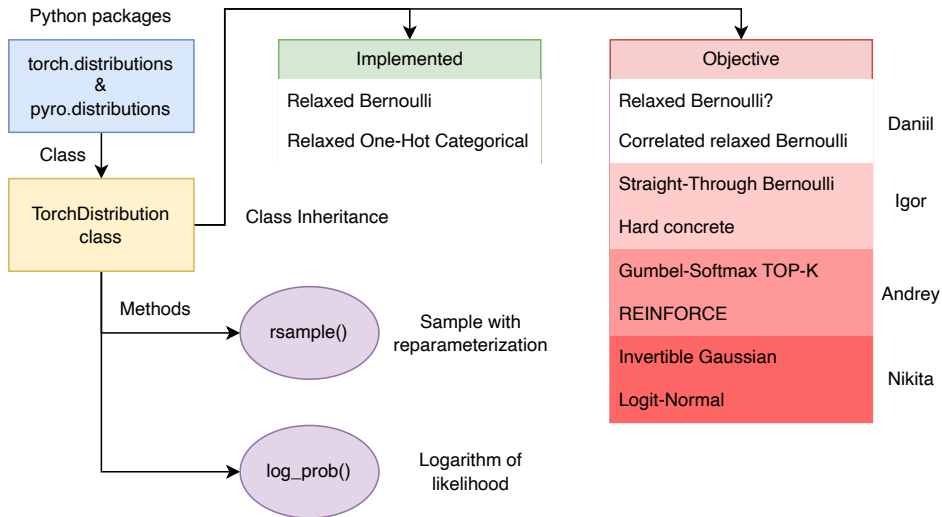 Python packages
torch.distributions
&
pyro.distributions
Class
TorchDistribution
class
Class Inheritance
Methods
rsample()
Sample with
reparameterization
log_prob()
Logarithm of
likelihood
Implemented
Relaxed Bernoulli
Relaxed One-Hot Categorical
Objective
Relaxed Bernoulli?
Correlated relaxed Bernoulli
Daniil
Straight-Through Bernoulli
Hard concrete
Igor
Gumbel-Softmax TOP-K
REINFORCE
Andrey
Invertible Gaussian
Logit-Normal
Nikita